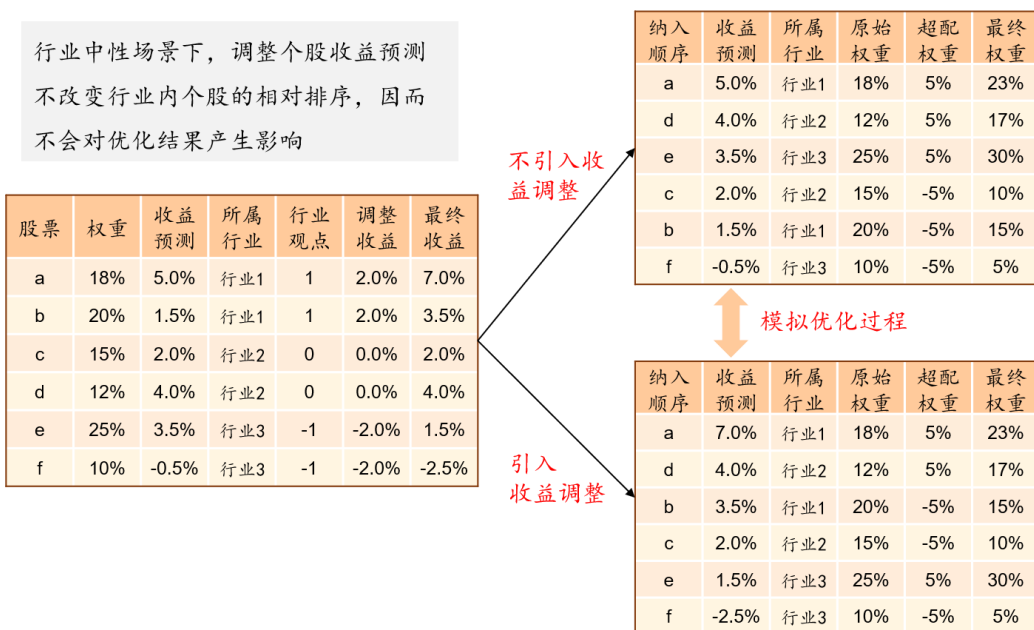 行业中性场景下，调整个股收益预测
不改变行业内个股的相对排序，因而
不会对优化结果产生影响
股票 权重 收益预测 所属行业 行业观点 调整收益 最终收益
a 18% 5.0% 行业1 1 2.0% 7.0%
b 20% 1.5% 行业1 1 2.0% 3.5%
c 15% 2.0% 行业2 0 0.0% 2.0%
d 12% 4.0% 行业2 0 0.0% 4.0%
e 25% 3.5% 行业3 -1 -2.0% 1.5%
f 10% -0.5% 行业3 -1 -2.0% -2.5%
不引入收
益调整
纳入顺序 收益预测 所属行业 原始权重 超配权重 最终权重
a 5.0% 行业1 18% 5% 23%
d 4.0% 行业2 12% 5% 17%
e 3.5% 行业3 25% 5% 30%
c 2.0% 行业2 15% -5% 10%
b 1.5% 行业1 20% -5% 15%
f -0.5% 行业3 10% -5% 5%
模拟优化过程
引入
收益调整
纳入顺序 收益预测 所属行业 原始权重 超配权重 最终权重
a 7.0% 行业1 18% 5% 23%
d 4.0% 行业2 12% 5% 17%
b 3.5% 行业1 20% -5% 15%
c 2.0% 行业2 15% -5% 10%
e 1.5% 行业3 25% 5% 30%
f -2.5% 行业3 10% -5% 5%